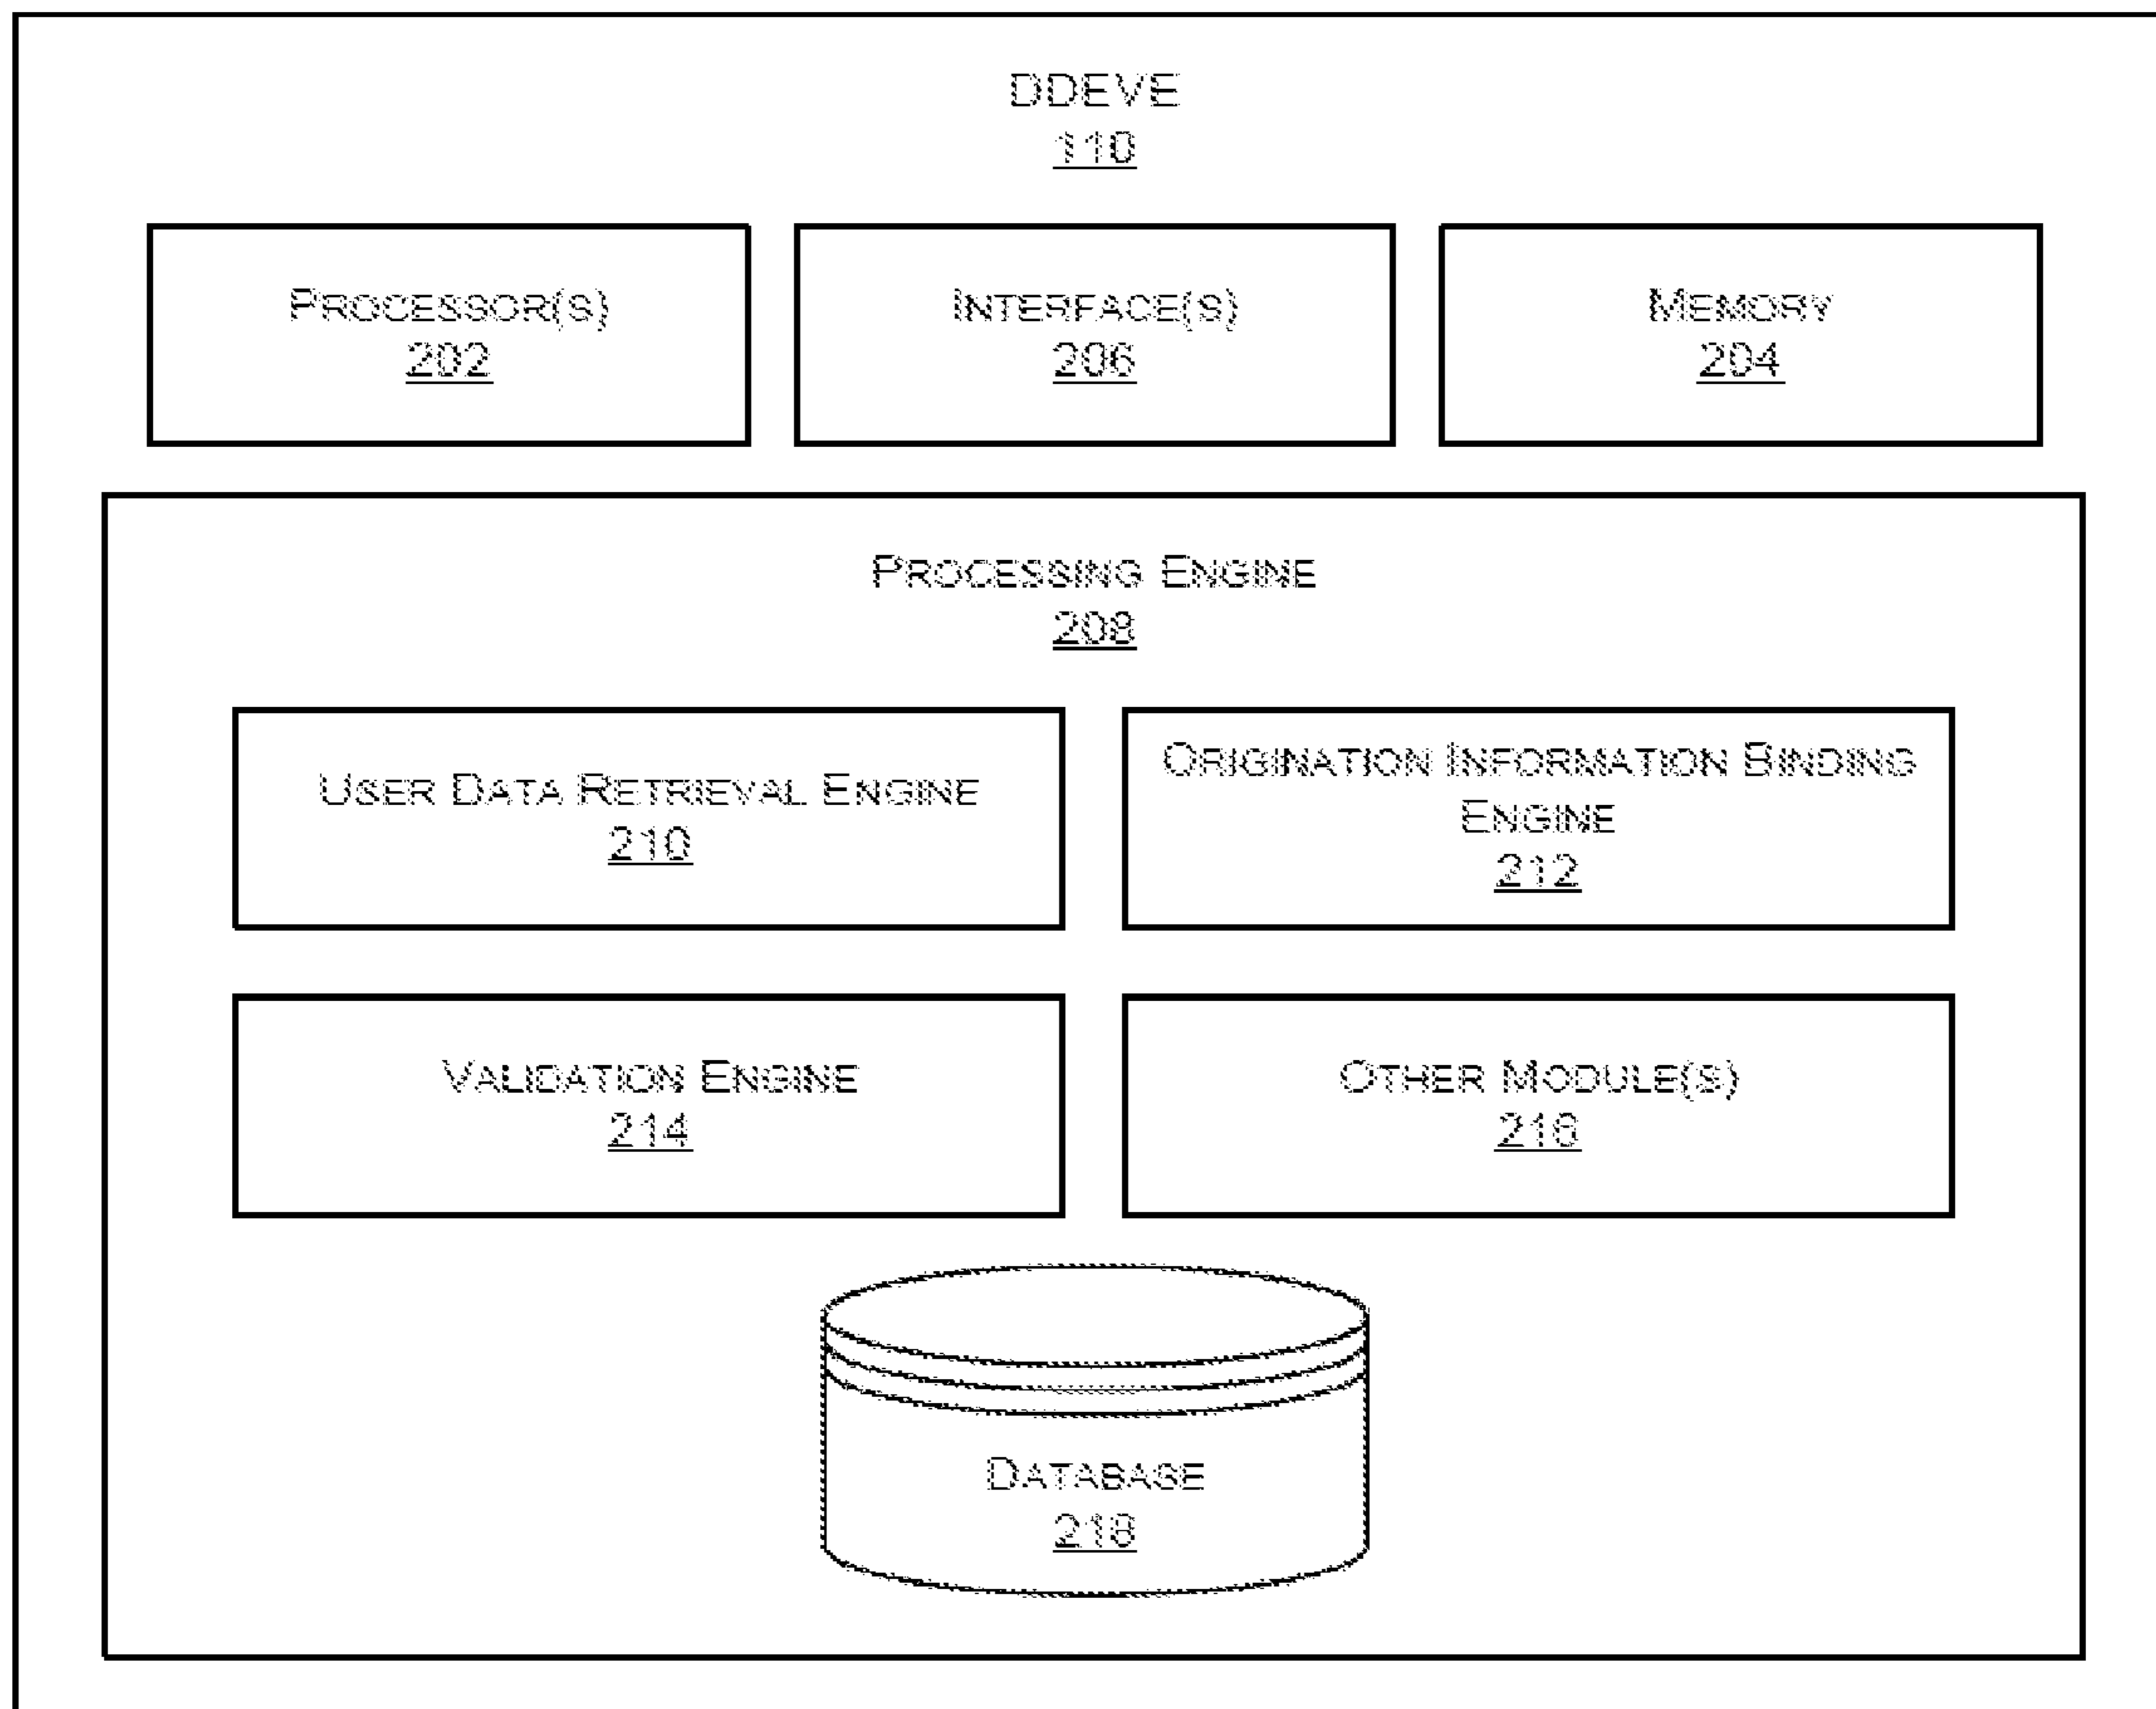 DDEVE
110
PROCESSOR(S)
202
INTERFACE(S)
206
MEMORY
204
PROCESSING ENGINE
208
USER DATA RETRIEVAL ENGINE
210
ORIGINATION INFORMATION BINDING
ENGINE
212
VALIDATION ENGINE
214
OTHER MODULE(S)
216
DATABASE
218